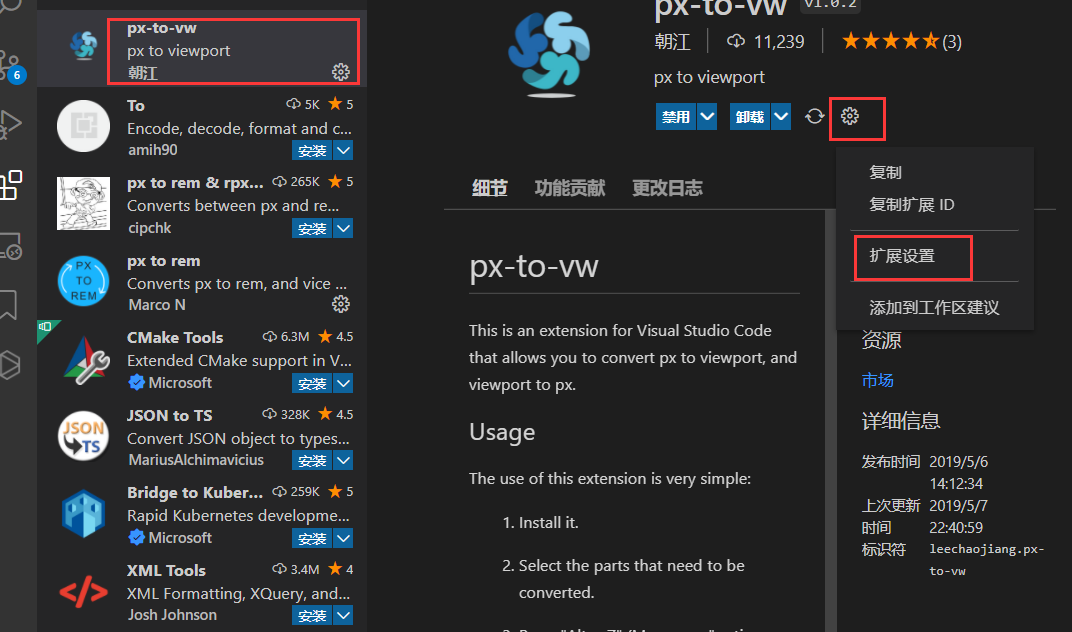 6
px-to-vw
px to viewport
朝江
To
5K
5
Encode, decode, format and c...
amih90
安装
px to rem & rpx...
265K
5
Converts between px and re...
cipchk
安装
PX
TO
REM
px to rem
Converts px to rem, and vice ...
Marco N
CMake Tools
6.3M
4.5
Extended CMake support in V...
Microsoft
安装
JSON
TS
JSON to TS
328K
4.5
Convert JSON object to types...
MariusAlchimavicius
安装
Bridge to Kuber...
259K
5
Rapid Kubernetes developme...
Microsoft
安装
</>
XML Tools
3.4M
4
XML Formatting, XQuery, and...
Josh Johnson
安装
px-to-vw
v1.0.2
朝江
11,239
(3)
px to viewport
禁用
卸载
复制
复制扩展 ID
扩展设置
添加到工作区建议
细节
功能贡献
更改日志
px-to-vw
This is an extension for Visual Studio Code
that allows you to convert px to viewport, and
viewport to px.
Usage
The use of this extension is very simple:
1. Install it.
2. Select the parts that need to be
converted.
资源
市场
详细信息
发布时间 2019/5/6
14:12:34
上次更新 2019/5/7
时间 22:40:59
标识符 leechaojiang.px-
to-vw